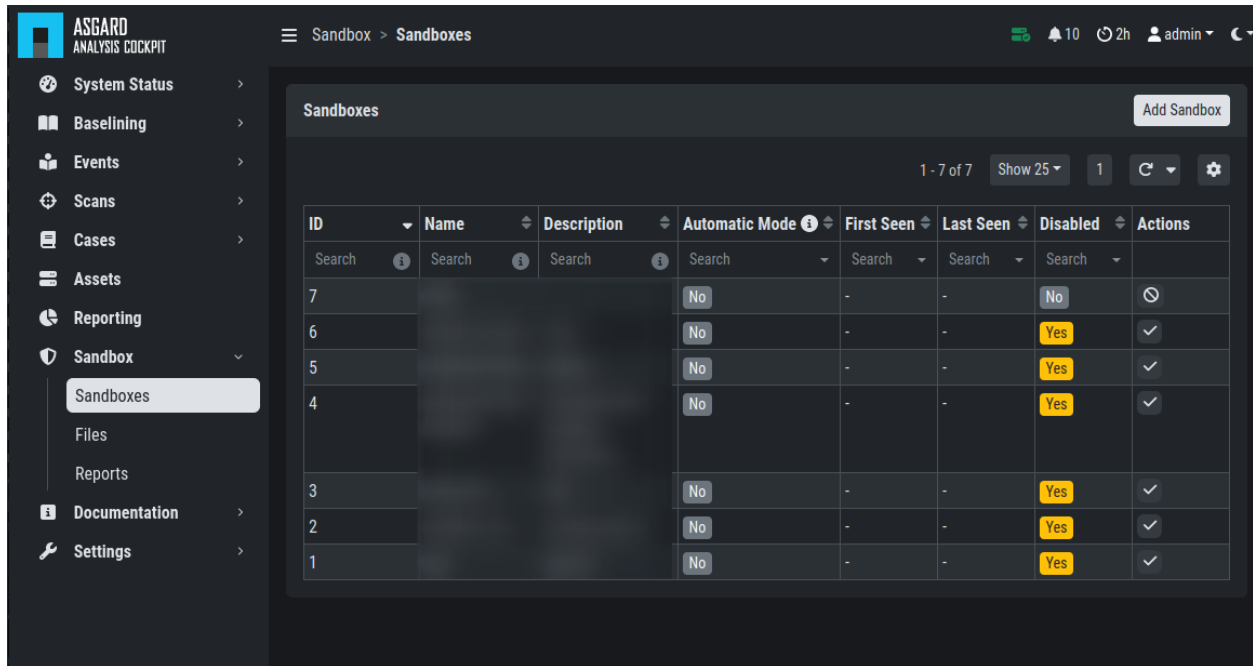 ASGARD
ANALYSIS COCKPIT
Sandbox > Sandboxes
10 2h admin
System Status
Baselining
Events
Scans
Cases
Assets
Reporting
Sandbox
Sandboxes
Files
Reports
Documentation
Settings
Sandboxes
Add Sandbox
1 - 7 of 7 Show 25 1
ID Name Description Automatic Mode First Seen Last Seen Disabled Actions
Search Search Search Search Search Search Search
7 No - - No
6 No - - Yes
5 No - - Yes
4 No - - Yes
3 No - - Yes
2 No - - Yes
1 No - - Yes